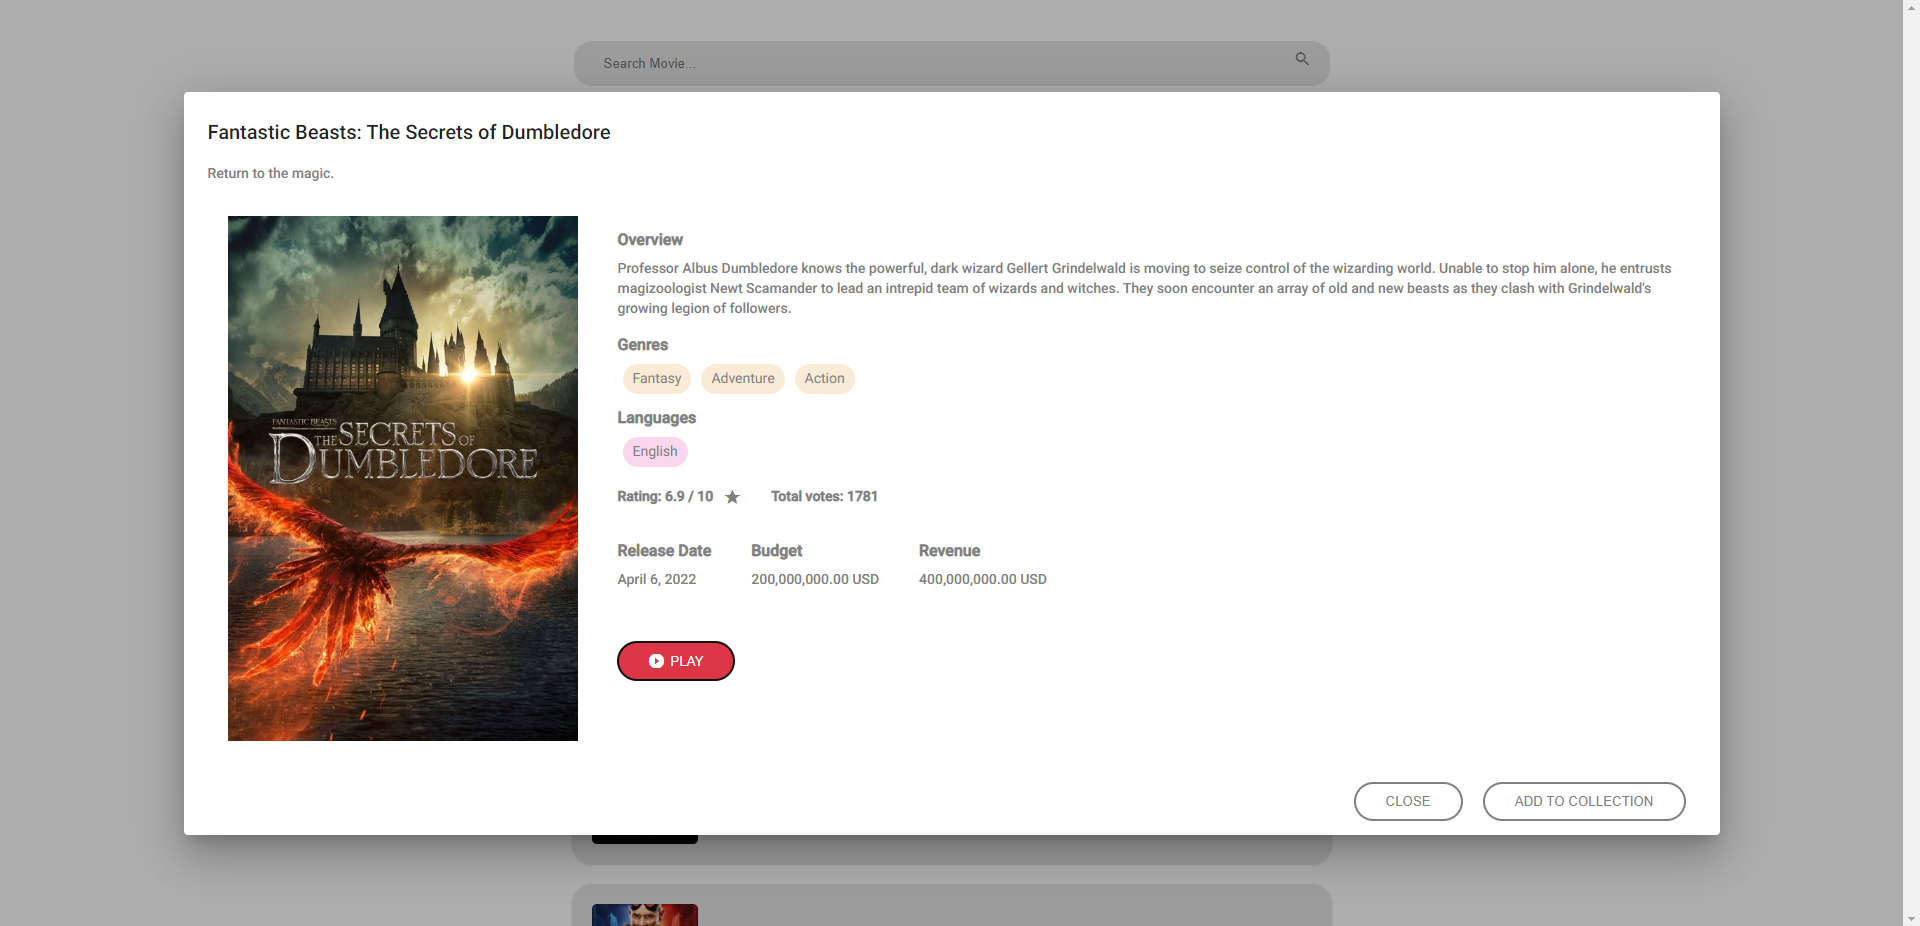 Search Movie...
Fantastic Beasts: The Secrets of Dumbledore
Return to the magic.
FANTASTIC BEASTS
THE SECRETS OF
DUMBLEDORE
Overview
Professor Albus Dumbledore knows the powerful, dark wizard Gellert Grindelwald is moving to seize control of the wizarding world. Unable to stop him alone, he entrusts
magizoologist Newt Scamander to lead an intrepid team of wizards and witches. They soon encounter an array of old and new beasts as they clash with Grindelwald's
growing legion of followers.
Genres
Fantasy Adventure Action
Languages
English
Rating: 6.9 / 10 Total votes: 1781
Release Date Budget Revenue
April 6, 2022 200,000,000.00 USD 400,000,000.00 USD
PLAY
CLOSE ADD TO COLLECTION